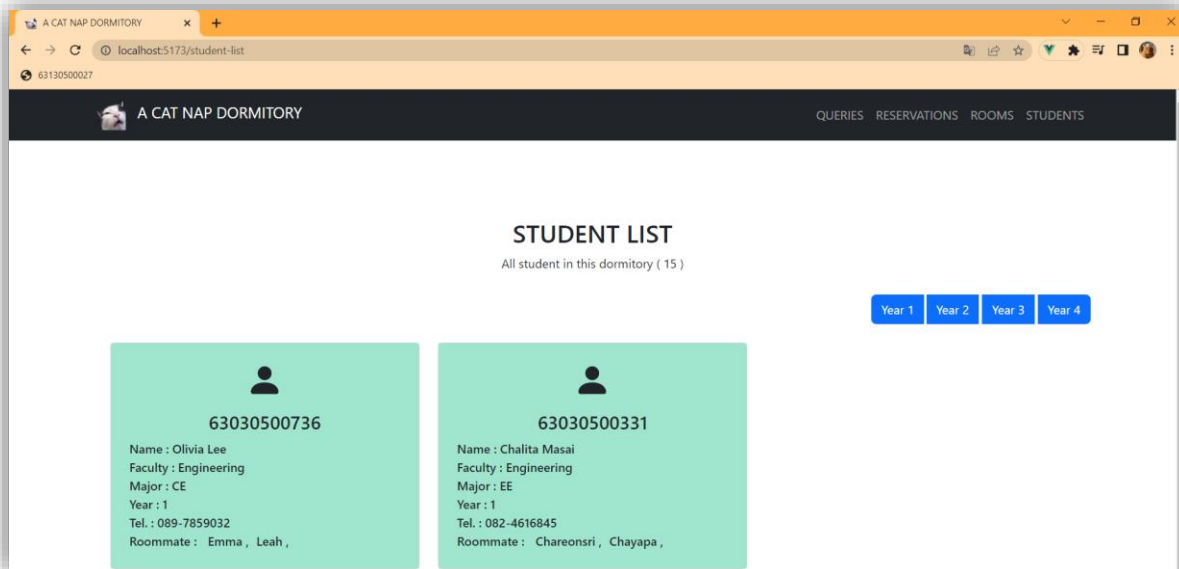 A CAT NAP DORMITORY
localhost:5173/student-list
63130500027
A CAT NAP DORMITORY
QUERIES RESERVATIONS ROOMS STUDENTS
STUDENT LIST
All student in this dormitory ( 15 )
Year 1 Year 2 Year 3 Year 4
63030500736
Name : Olivia Lee
Faculty : Engineering
Major : CE
Year : 1
Tel. : 089-7859032
Roommate : Emma , Leah ,
63030500331
Name : Chalita Masai
Faculty : Engineering
Major : EE
Year : 1
Tel. : 082-4616845
Roommate : Chareonsri , Chayapa ,